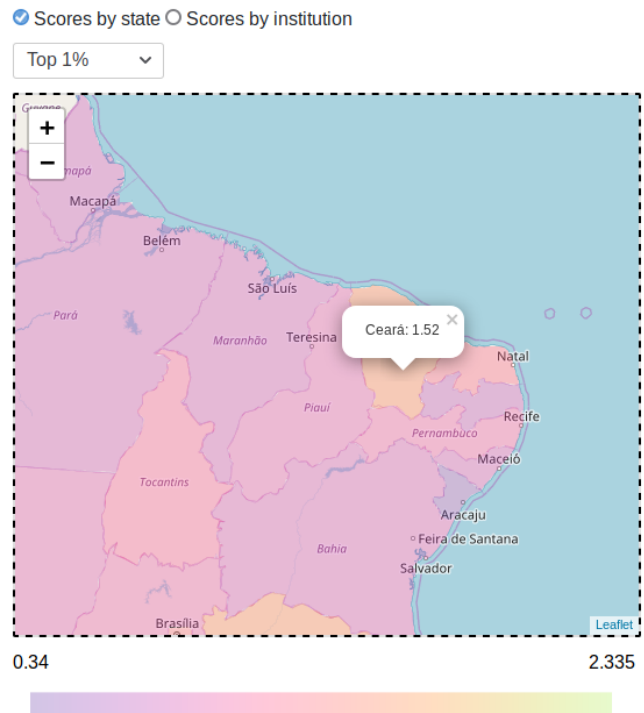 Scores by state Scores by institution
Top 1%
+
−
Macapá
Belém
São Luís
Pará
Maranhão
Teresina
Ceará: 1.52 ×
Natal
Piauí
Recife
Pernambuco
Maceió
Tocantins
Aracaju
Feira de Santana
Bahia
Salvador
Brasília
Leaflet
0.34 2.335